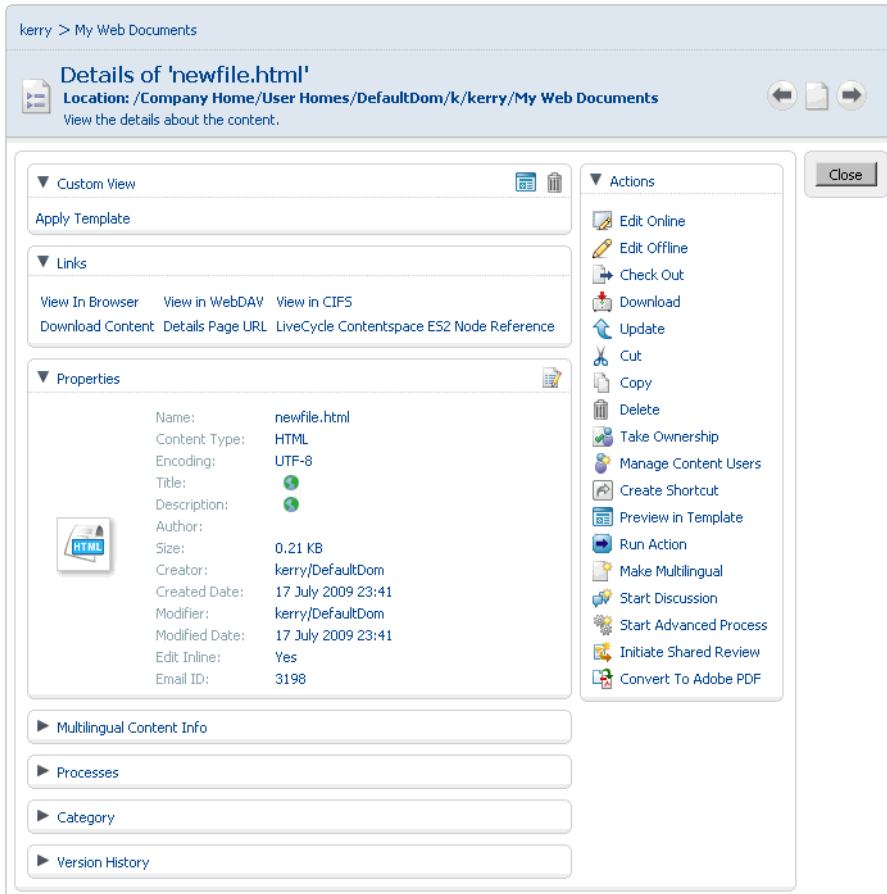 kerry > My Web Documents
Details of 'newfile.html'
Location: /Company Home/User Homes/DefaultDom/k/kerry/My Web Documents
View the details about the content.
Close
Custom View
Apply Template
Links
View In Browser View in WebDAV View in CIFS
Download Content Details Page URL LiveCycle Contentspace ES2 Node Reference
Properties
HTML
Name: newfile.html
Content Type: HTML
Encoding: UTF-8
Title:
Description:
Author:
Size: 0.21 KB
Creator: kerry/DefaultDom
Created Date: 17 July 2009 23:41
Modifier: kerry/DefaultDom
Modified Date: 17 July 2009 23:41
Edit Inline: Yes
Email ID: 3198
Multilingual Content Info
Processes
Category
Version History
Actions
Edit Online
Edit Offline
Check Out
Download
Update
Cut
Copy
Delete
Take Ownership
Manage Content Users
Create Shortcut
Preview in Template
Run Action
Make Multilingual
Start Discussion
Start Advanced Process
Initiate Shared Review
Convert To Adobe PDF